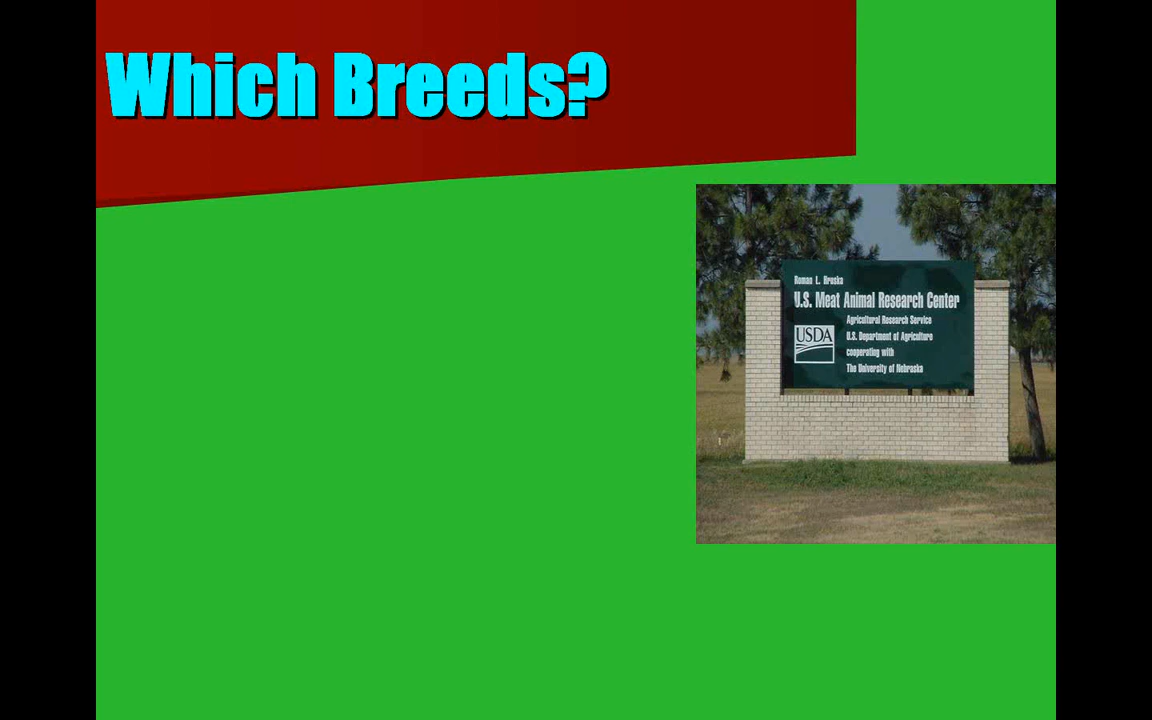 Which Breeds?
Roman L. Hruska
U.S. Meat Animal Research Center
Agricultural Research Service
USDA
U.S. Department of Agriculture
cooperating with
The University of Nebraska